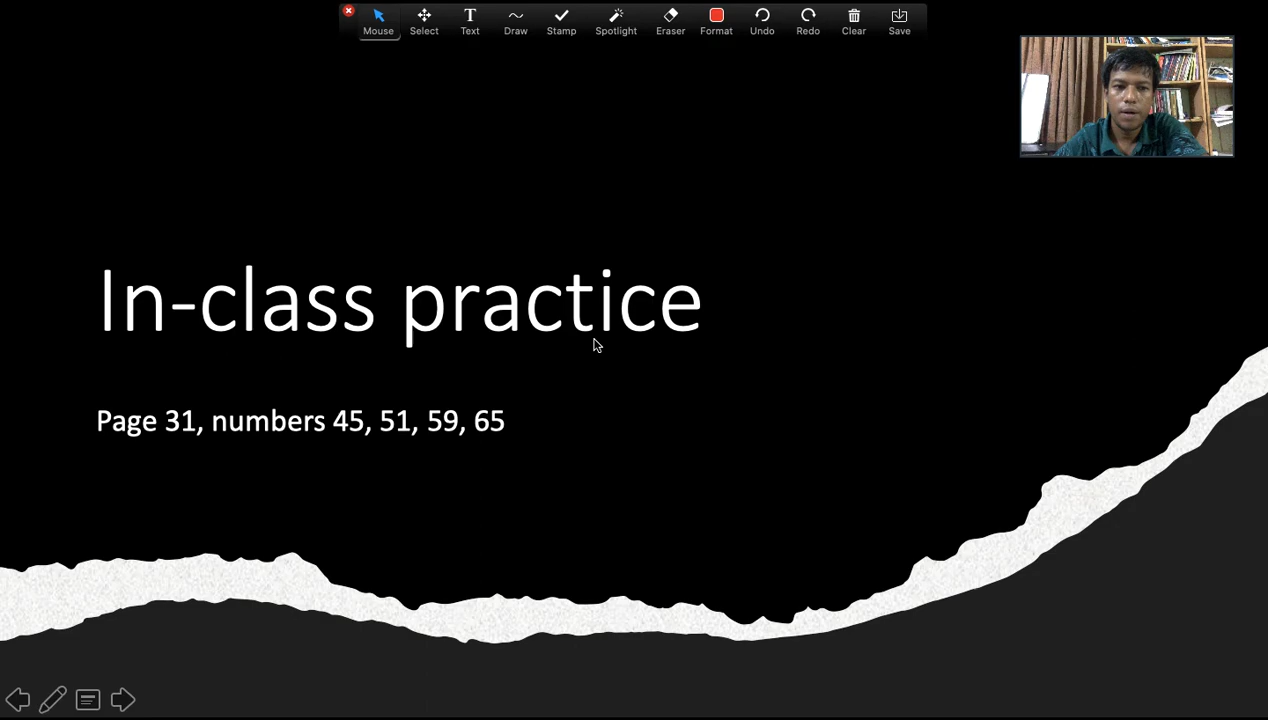 Mouse Select Text Draw Stamp Spotlight Eraser Format Undo Redo Clear Save
In-class practice
Page 31, numbers 45, 51, 59, 65